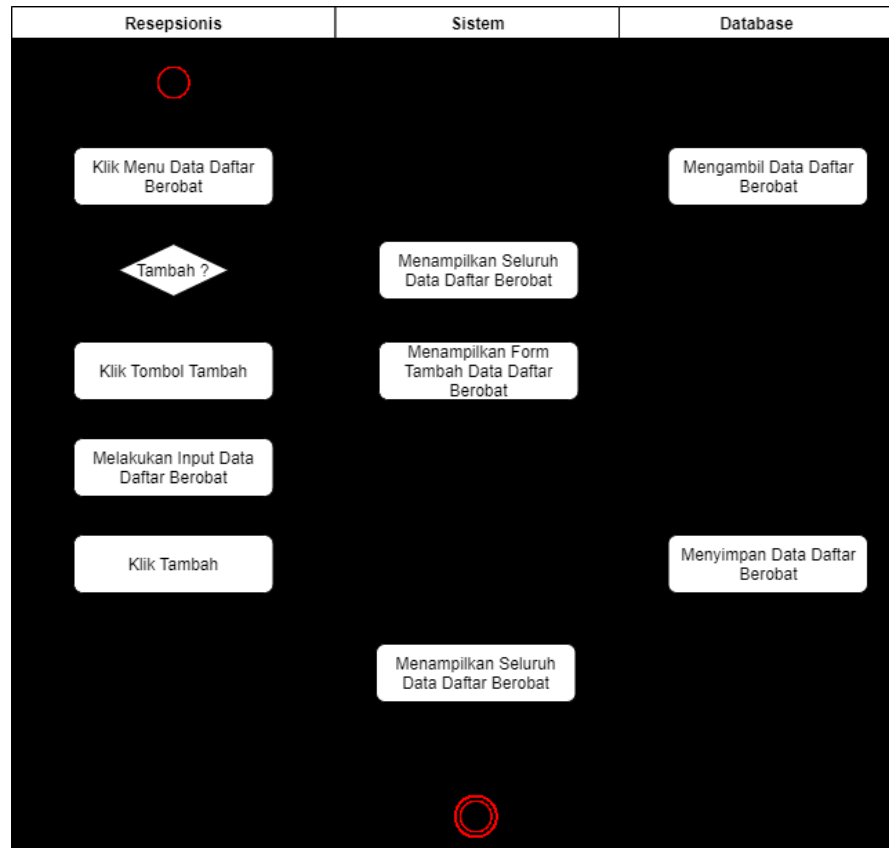 Resepsionis
Sistem
Database
Klik Menu Data Daftar
Berobat
Mengambil Data Daftar
Berobat
Tambah ?
Menampilkan Seluruh
Data Daftar Berobat
Klik Tombol Tambah
Menampilkan Form
Tambah Data Daftar
Berobat
Melakukan Input Data
Daftar Berobat
Klik Tambah
Menyimpan Data Daftar
Berobat
Menampilkan Seluruh
Data Daftar Berobat